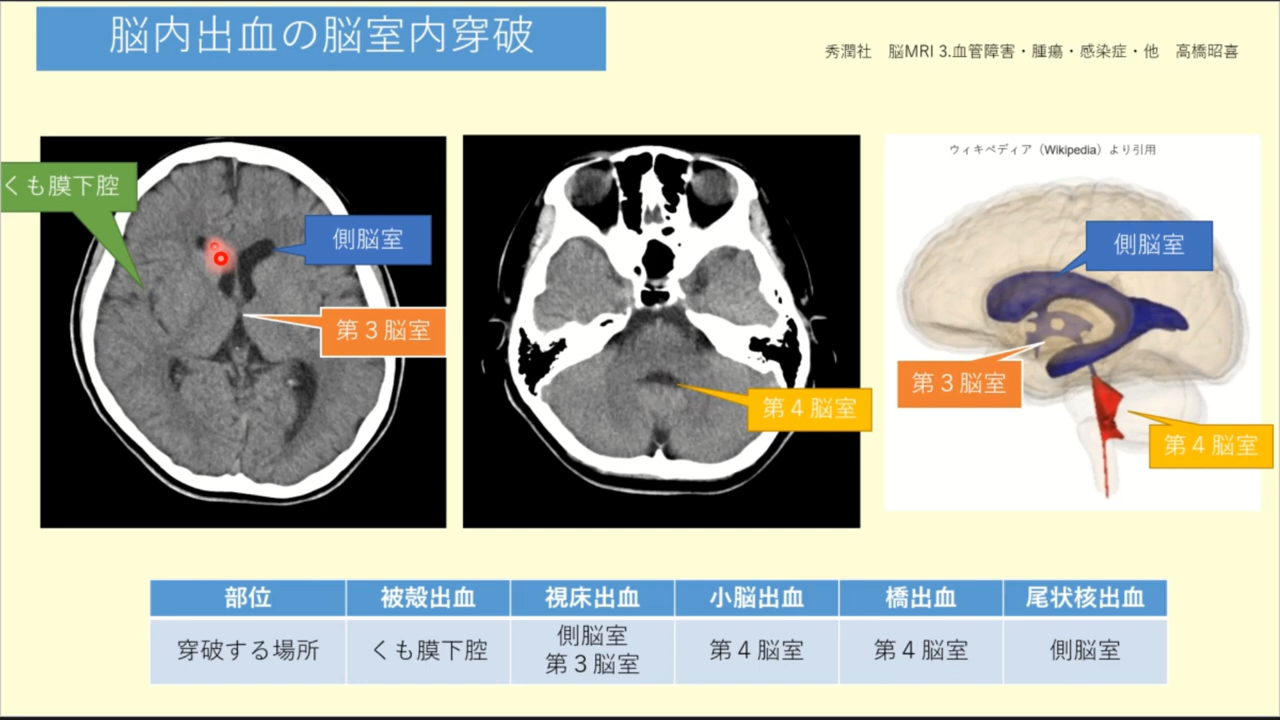 脳内出血の脳室内穿破
秀潤社　脳MRI 3.血管障害・腫瘍・感染症・他　高橋昭喜
くも膜下腔
側脳室
第３脳室
第４脳室
ウィキペディア（Wikipedia）より引用
側脳室
第３脳室
第４脳室
部位 被殻出血 視床出血 小脳出血 橋出血 尾状核出血
穿破する場所 くも膜下腔 側脳室 第４脳室 第４脳室 側脳室
第３脳室